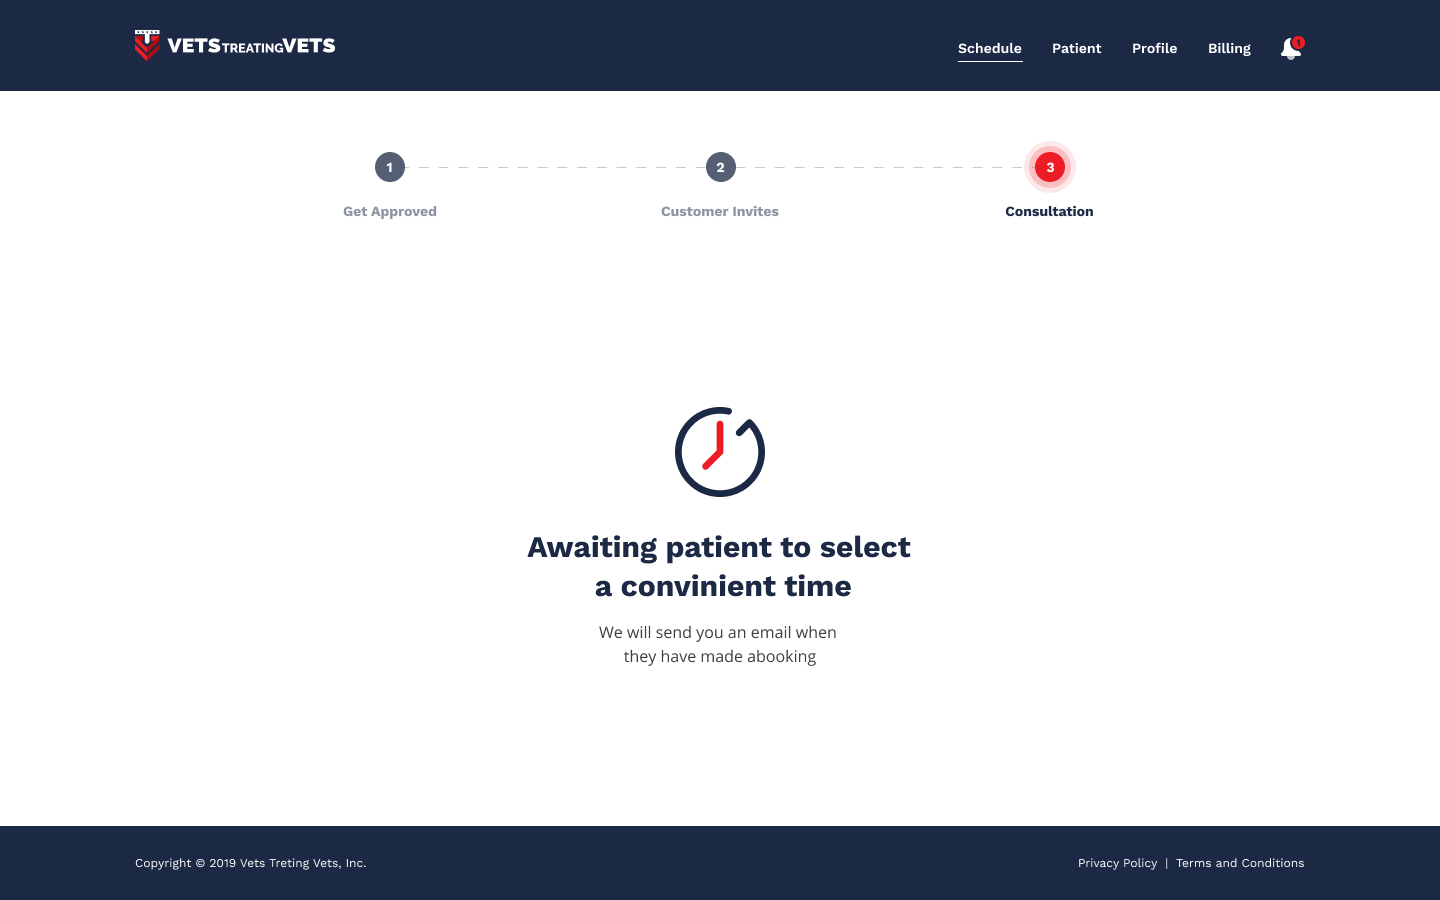 VETSTREATINGVETS
Schedule Patient Profile Billing 1
1 2 3
Get Approved Customer Invites Consultation
Awaiting patient to select
a convinient time
We will send you an email when
they have made abooking
Copyright © 2019 Vets Treting Vets, Inc. Privacy Policy | Terms and Conditions